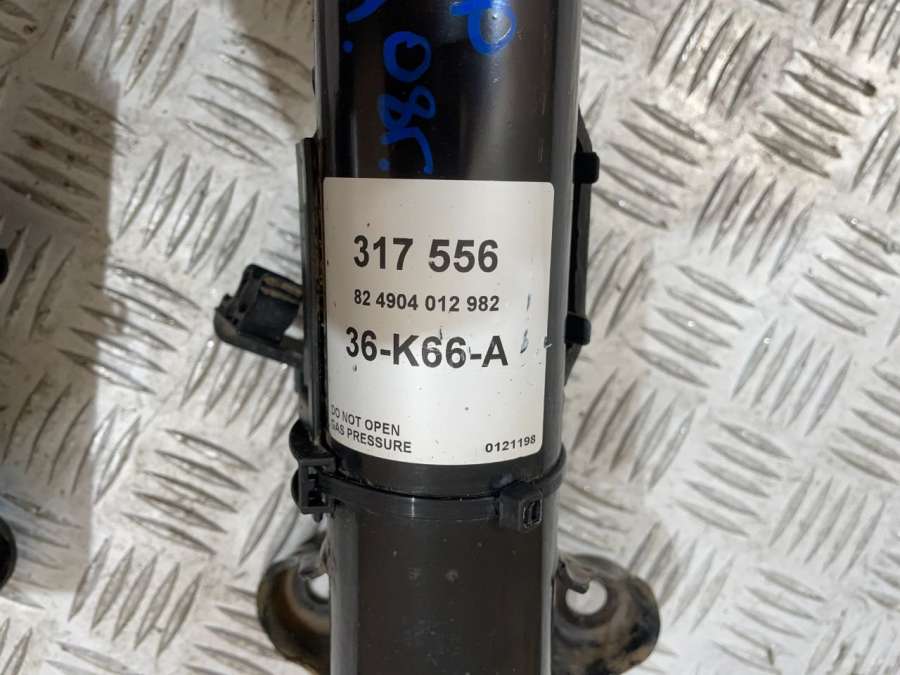 317 556
82 4904 012 982
36-K66-A
DO NOT OPEN
GAS PRESSURE
0121198